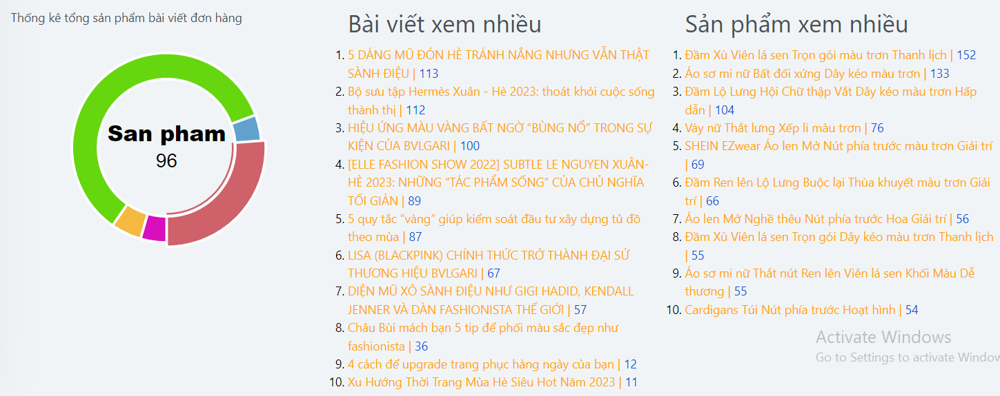 Thống kê tổng sản phẩm bài viết đơn hàng
San pham
96
Bài viết xem nhiều
1. 5 DÁNG MŨ ĐÓN HÈ TRÁNH NẮNG NHƯNG VẪN THẬT
SÀNH ĐIỆU | 113
2. Bộ sưu tập Hermès Xuân - Hè 2023: thoát khỏi cuộc sống
thành thị | 112
3. HIỆU ỨNG MÀU VÀNG BẤT NGỜ “BÙNG NỔ” TRONG SỰ
KIỆN CỦA BVLGARI | 100
4. [ELLE FASHION SHOW 2022] SUBTLE LE NGUYEN XUÂN-
HÈ 2023: NHỮNG “TÁC PHẨM SỐNG” CỦA CHỦ NGHĨA
TỐI GIẢN | 89
5. 5 quy tắc “vàng” giúp kiểm soát đầu tư xây dựng tủ đồ
theo mùa | 87
6. LISA (BLACKPINK) CHÍNH THỨC TRỞ THÀNH ĐẠI SỨ
THƯƠNG HIỆU BVLGARI | 67
7. DIỆN MŨ XÔ SÀNH ĐIỆU NHƯ GIGI HADID, KENDALL
JENNER VÀ DÀN FASHIONISTA THẾ GIỚI | 57
8. Châu Bùi mách bạn 5 tip để phối màu sắc đẹp như
fashionista | 36
9. 4 cách để upgrade trang phục hàng ngày của bạn | 12
10. Xu Hướng Thời Trang Mùa Hè Siêu Hot Năm 2023 | 11
Sản phẩm xem nhiều
1. Đầm Xù Viên lá sen Trọn gói màu trơn Thanh lịch | 152
2. Áo sơ mi nữ Bất đối xứng Dây kéo màu trơn | 133
3. Đầm Lộ Lưng Hội Chữ thập Vắt Dây kéo màu trơn Hấp
dẫn | 104
4. Váy nữ Thắt lưng Xếp li màu trơn | 76
5. SHEIN EZwear Áo len Mở Nút phía trước màu trơn Giải trí
| 69
6. Đầm Ren lên Lộ Lưng Buộc lại Thùa khuyết màu trơn Giải
trí | 66
7. Áo len Mở Nghề thêu Nút phía trước Hoa Giải trí | 56
8. Đầm Xù Viên lá sen Trọn gói Dây kéo màu trơn Thanh lịch
| 55
9. Áo sơ mi nữ Thắt nút Ren lên Viên lá sen Khối Màu Dễ
thương | 55
10. Cardigans Túi Nút phía trước Hoạt hình | 54
Activate Windows
Go to Settings to activate Window